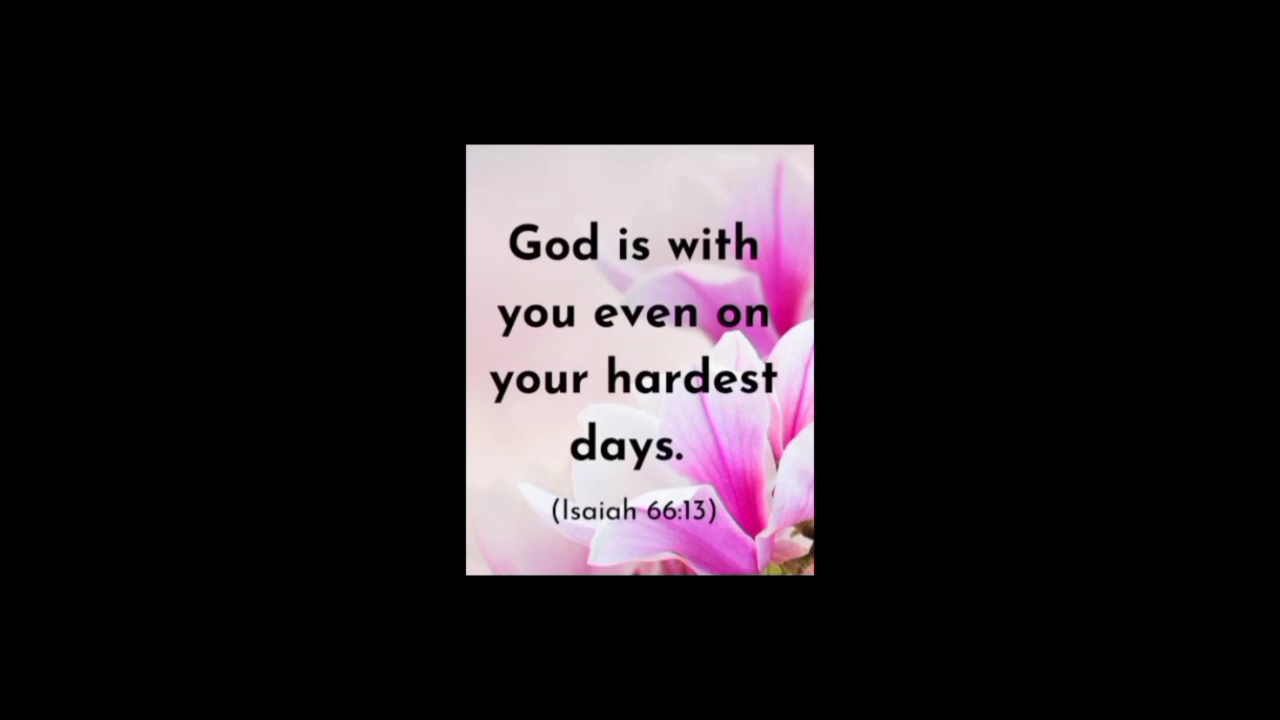 God is with
you even on
your hardest
days.
(Isaiah 66:13)